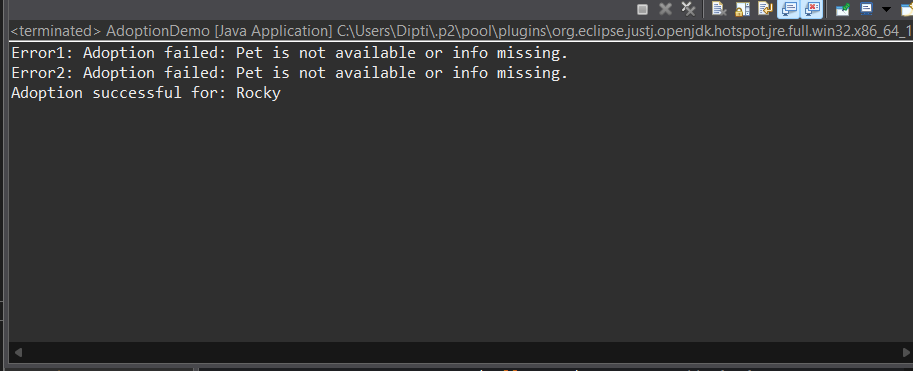 <terminated> AdoptionDemo [Java Application] C:\Users\Dipti\.p2\pool\plugins\org.eclipse.justj.openjdk.hotspot.jre.full.win32.x86_64_1
Error1: Adoption failed: Pet is not available or info missing.
Error2: Adoption failed: Pet is not available or info missing.
Adoption successful for: Rocky